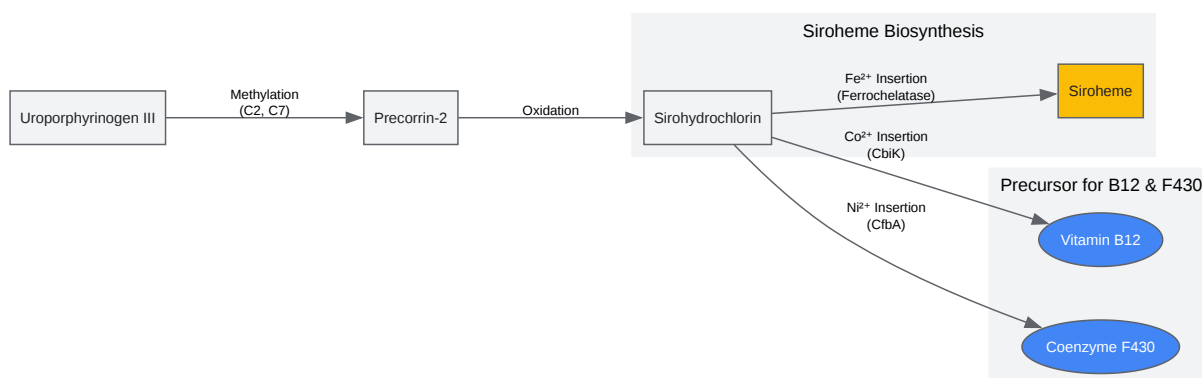 Siroheme Biosynthesis
Uroporphyrinogen III
Methylation
(C2, C7)
Precorrin-2
Oxidation
Sirohydrochlorin
Fe²⁺ Insertion
(Ferrochelatase)
Siroheme
Co²⁺ Insertion
(CbiK)
Precursor for B12 & F430
Ni²⁺ Insertion
(CfbA)
Vitamin B12
Coenzyme F430